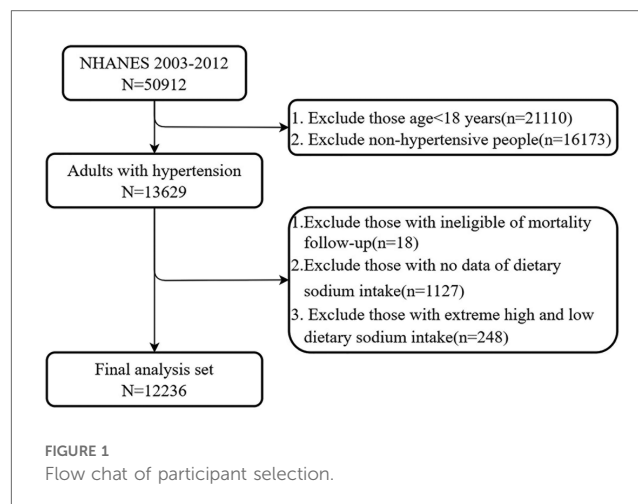 NHANES 2003-2012
N=50912
1. Exclude those age<18 years(n=21110)
2. Exclude non-hypertensive people(n=16173)
Adults with hypertension
N=13629
1.Exclude those with ineligible of mortality
follow-up(n=18)
2.Exclude those with no data of dietary
sodium intake(n=1127)
3. Exclude those with extreme high and low
dietary sodium intake(n=248)
Final analysis set
N=12236
FIGURE 1
Flow chat of participant selection.